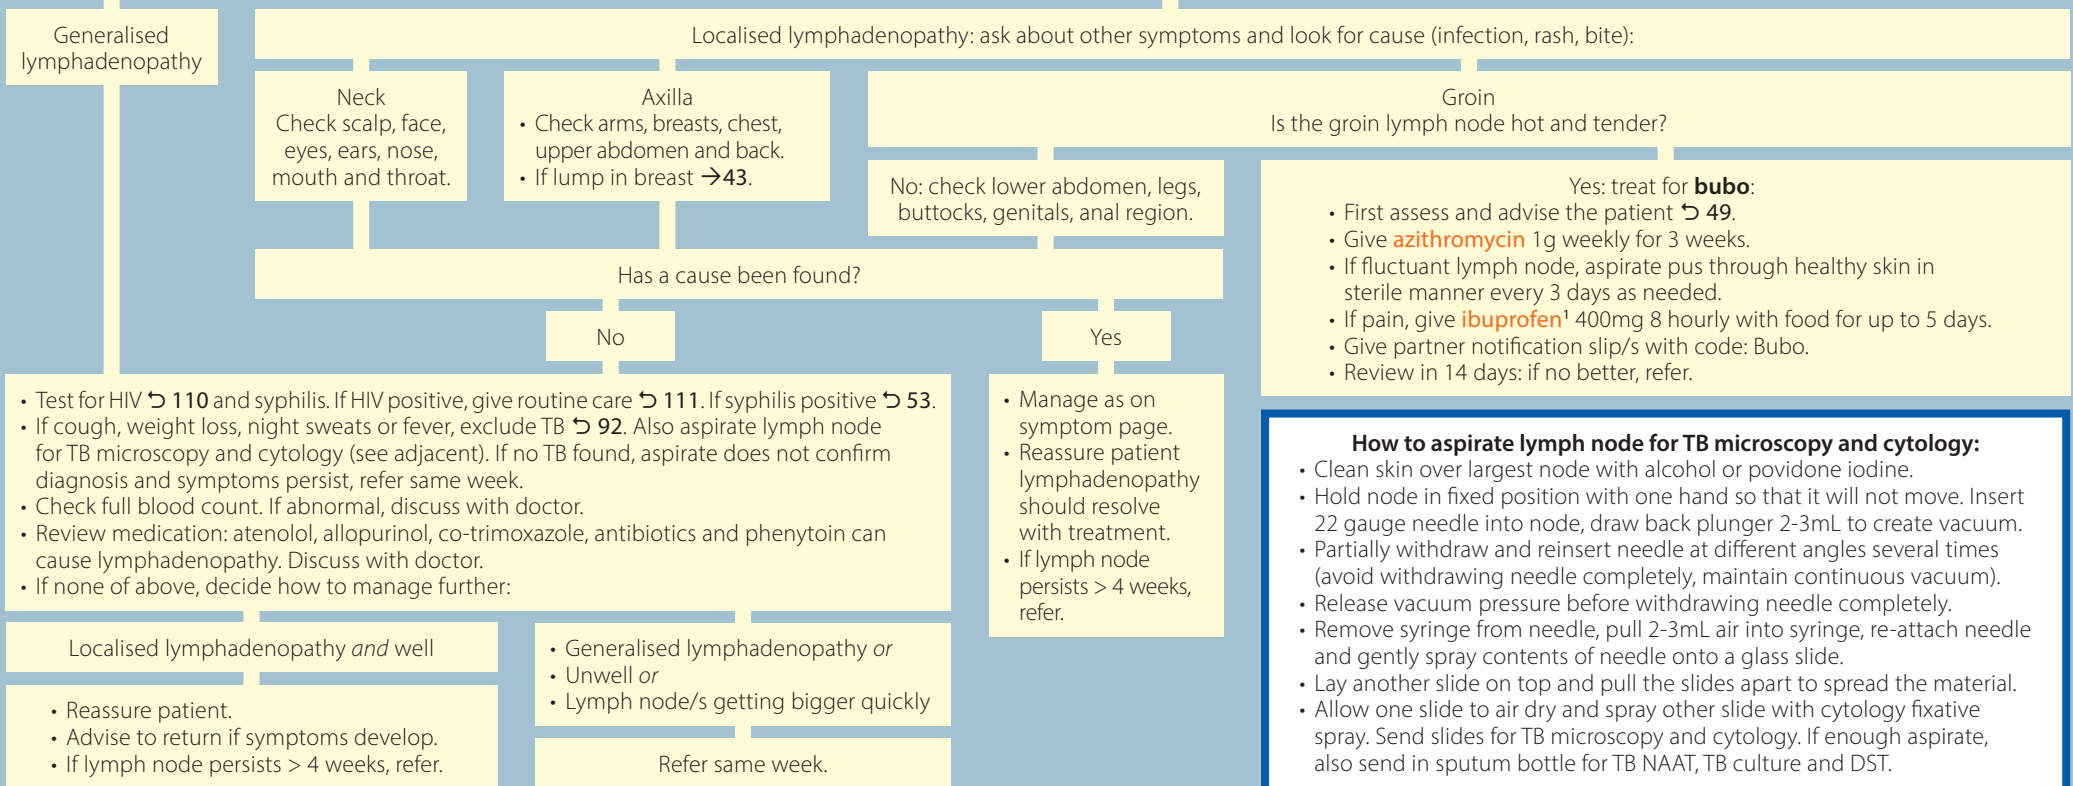 Generalised
lymphadenopathy
Localised lymphadenopathy: ask about other symptoms and look for cause (infection, rash, bite):
Neck
Check scalp, face,
eyes, ears, nose,
mouth and throat.
Axilla
• Check arms, breasts, chest,
upper abdomen and back.
• If lump in breast →43.
Groin
Is the groin lymph node hot and tender?
No: check lower abdomen, legs,
buttocks, genitals, anal region.
Yes: treat for bubo:
• First assess and advise the patient ⮌ 49.
• Give azithromycin 1g weekly for 3 weeks.
• If fluctuant lymph node, aspirate pus through healthy skin in
sterile manner every 3 days as needed.
• If pain, give ibuprofen¹ 400mg 8 hourly with food for up to 5 days.
• Give partner notification slip/s with code: Bubo.
• Review in 14 days: if no better, refer.
Has a cause been found?
No
Yes
• Test for HIV ⮌ 110 and syphilis. If HIV positive, give routine care ⮌ 111. If syphilis positive ⮌ 53.
• If cough, weight loss, night sweats or fever, exclude TB ⮌ 92. Also aspirate lymph node
for TB microscopy and cytology (see adjacent). If no TB found, aspirate does not confirm
diagnosis and symptoms persist, refer same week.
• Check full blood count. If abnormal, discuss with doctor.
• Review medication: atenolol, allopurinol, co-trimoxazole, antibiotics and phenytoin can
cause lymphadenopathy. Discuss with doctor.
• If none of above, decide how to manage further:
• Manage as on
symptom page.
• Reassure patient
lymphadenopathy
should resolve
with treatment.
• If lymph node
persists > 4 weeks,
refer.
Localised lymphadenopathy and well
• Reassure patient.
• Advise to return if symptoms develop.
• If lymph node persists > 4 weeks, refer.
• Generalised lymphadenopathy or
• Unwell or
• Lymph node/s getting bigger quickly
Refer same week.
How to aspirate lymph node for TB microscopy and cytology:
• Clean skin over largest node with alcohol or povidone iodine.
• Hold node in fixed position with one hand so that it will not move. Insert
22 gauge needle into node, draw back plunger 2-3mL to create vacuum.
• Partially withdraw and reinsert needle at different angles several times
(avoid withdrawing needle completely, maintain continuous vacuum).
• Release vacuum pressure before withdrawing needle completely.
• Remove syringe from needle, pull 2-3mL air into syringe, re-attach needle
and gently spray contents of needle onto a glass slide.
• Lay another slide on top and pull the slides apart to spread the material.
• Allow one slide to air dry and spray other slide with cytology fixative
spray. Send slides for TB microscopy and cytology. If enough aspirate,
also send in sputum bottle for TB NAAT, TB culture and DST.